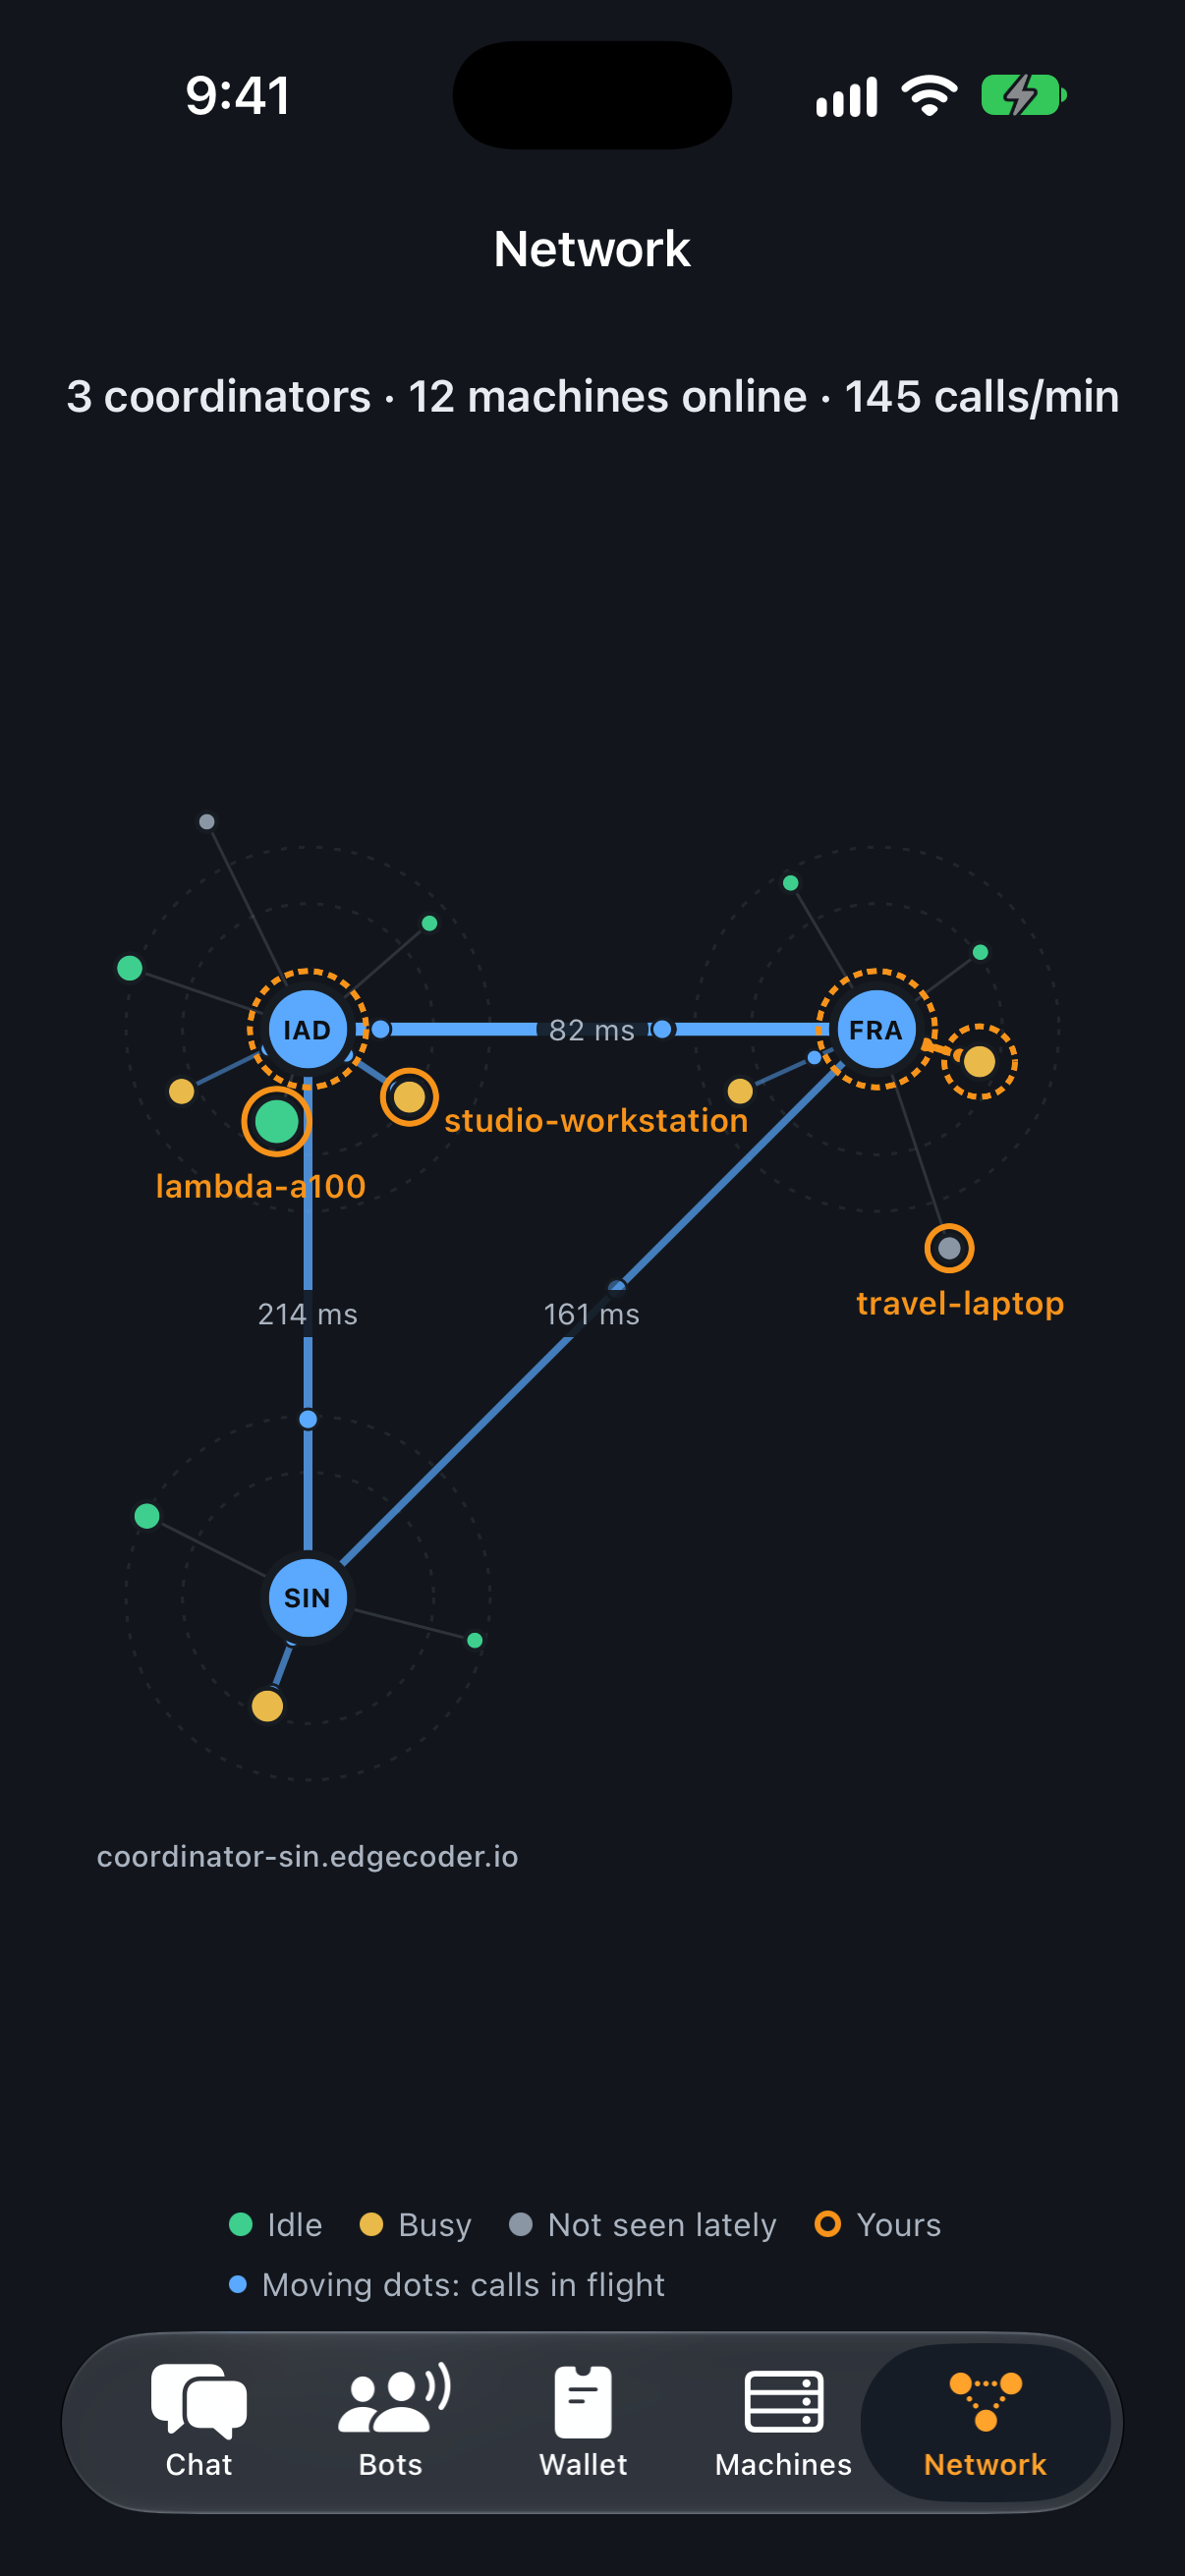 9:41
Network
3 coordinators · 12 machines online · 145 calls/min
IAD
82 ms
FRA
studio-workstation
lambda-a100
travel-laptop
214 ms
161 ms
SIN
coordinator-sin.edgecoder.io
Idle
Busy
Not seen lately
Yours
Moving dots: calls in flight
Chat
Bots
Wallet
Machines
Network